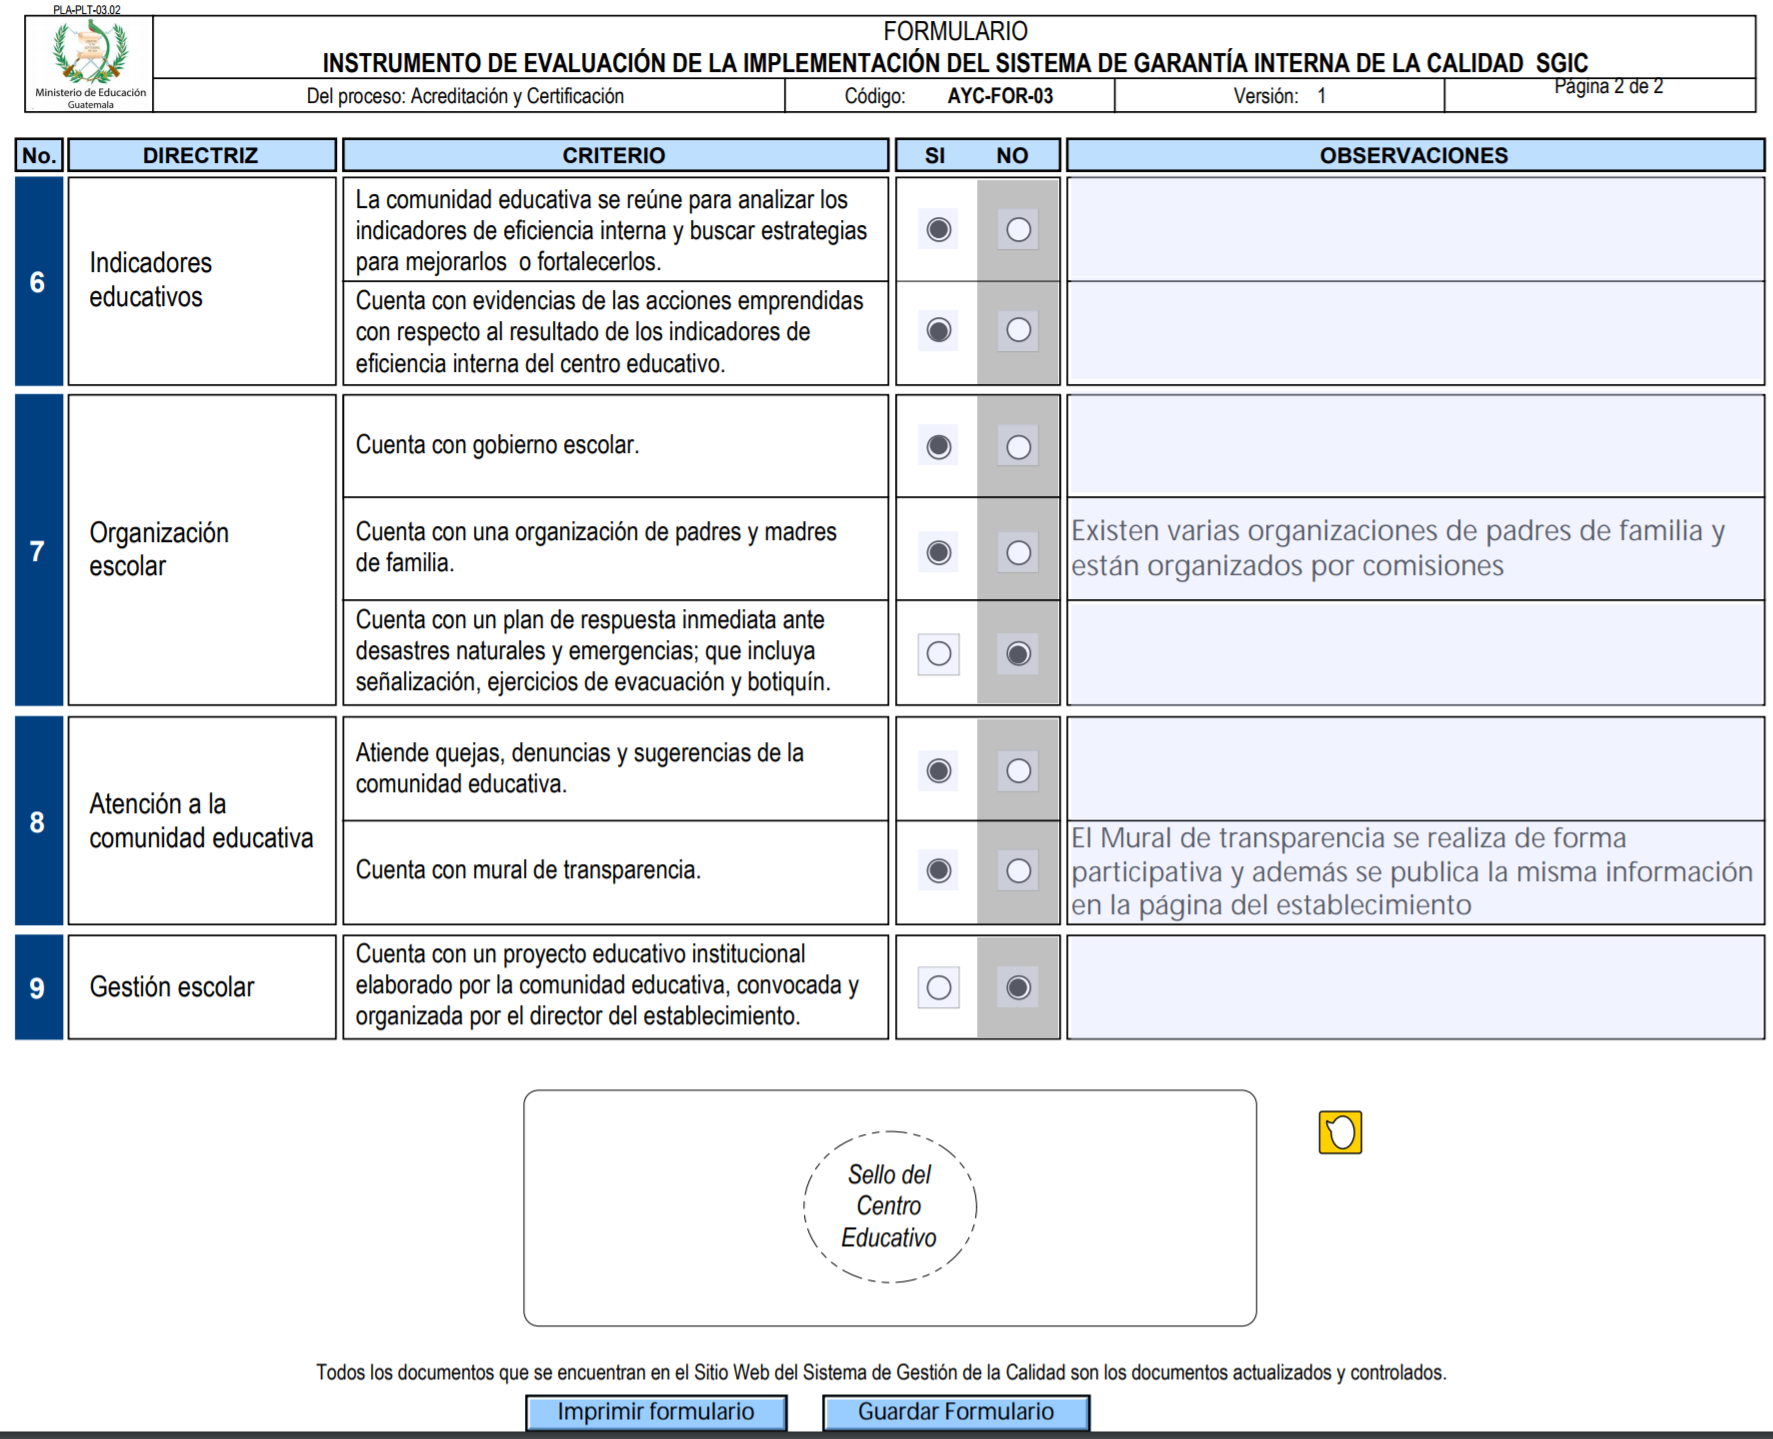 PLA-PLT-03.02
Ministerio de Educación
Guatemala
FORMULARIO
INSTRUMENTO DE EVALUACIÓN DE LA IMPLEMENTACIÓN DEL SISTEMA DE GARANTÍA INTERNA DE LA CALIDAD SGIC
Del proceso: Acreditación y Certificación
Código: AYC-FOR-03
Versión: 1
Página 2 de 2
No. DIRECTRIZ CRITERIO SI NO OBSERVACIONES
6
Indicadores
educativos
La comunidad educativa se reúne para analizar los
indicadores de eficiencia interna y buscar estrategias
para mejorarlos o fortalecerlos.
Cuenta con evidencias de las acciones emprendidas
con respecto al resultado de los indicadores de
eficiencia interna del centro educativo.
7
Organización
escolar
Cuenta con gobierno escolar.
Cuenta con una organización de padres y madres
de familia.
Existen varias organizaciones de padres de familia y
están organizados por comisiones
Cuenta con un plan de respuesta inmediata ante
desastres naturales y emergencias; que incluya
señalización, ejercicios de evacuación y botiquín.
8
Atención a la
comunidad educativa
Atiende quejas, denuncias y sugerencias de la
comunidad educativa.
Cuenta con mural de transparencia.
El Mural de transparencia se realiza de forma
participativa y además se publica la misma información
en la página del establecimiento
9
Gestión escolar
Cuenta con un proyecto educativo institucional
elaborado por la comunidad educativa, convocada y
organizada por el director del establecimiento.
Sello del
Centro
Educativo
Todos los documentos que se encuentran en el Sitio Web del Sistema de Gestión de la Calidad son los documentos actualizados y controlados.
Imprimir formulario
Guardar Formulario